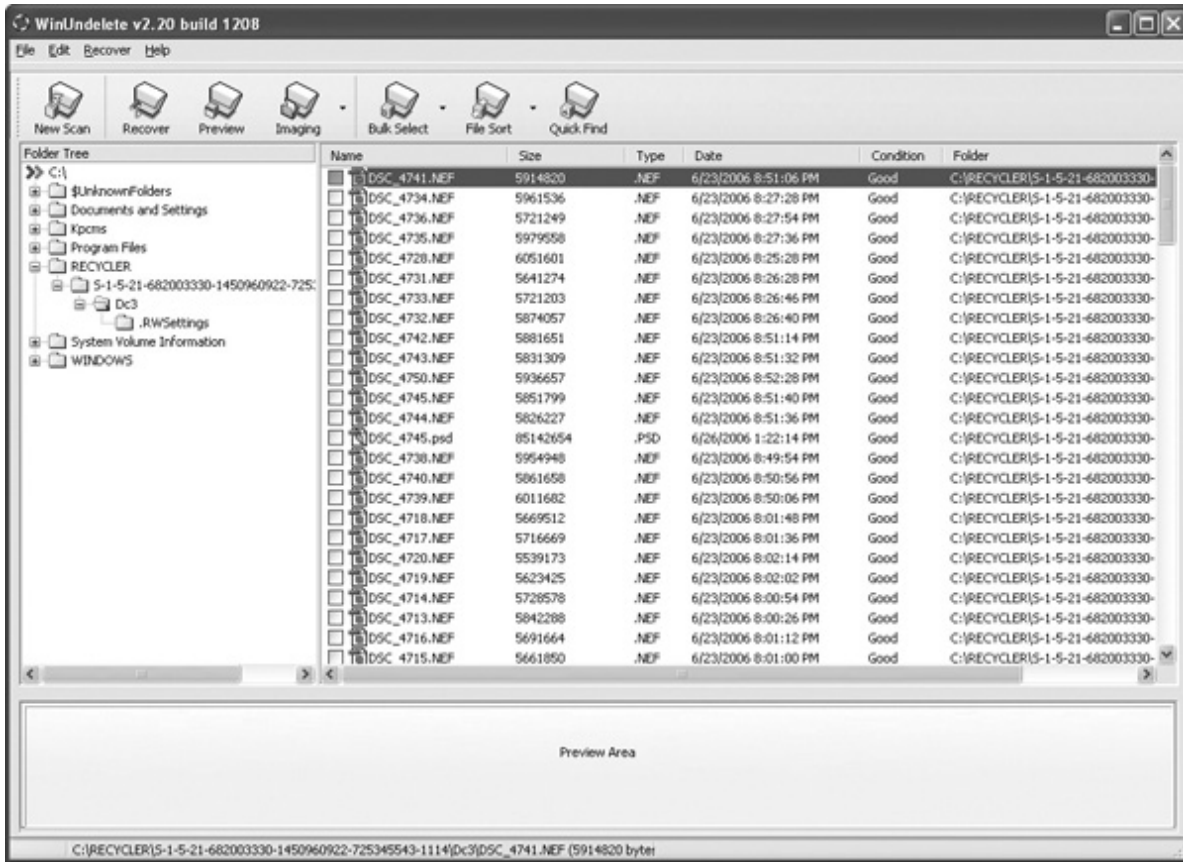 WinUndelete v2.20 build 1208
File Edit Recover Help
New Scan Recover Preview Imaging Bulk Select File Sort Quick Find
Folder Tree
C:\
$UnknownFolders
Documents and Settings
Kpcms
Program Files
RECYCLER
S-1-5-21-682003330-1450960922-725:
Dc3
.RWSettings
System Volume Information
WINDOWS
Name Size Type Date Condition Folder
DSC_4741.NEF 5914820 .NEF 6/23/2006 8:51:06 PM Good C:\RECYCLER\S-1-5-21-682003330-
DSC_4734.NEF 5961536 .NEF 6/23/2006 8:27:28 PM Good C:\RECYCLER\S-1-5-21-682003330-
DSC_4736.NEF 5721249 .NEF 6/23/2006 8:27:54 PM Good C:\RECYCLER\S-1-5-21-682003330-
DSC_4735.NEF 5979558 .NEF 6/23/2006 8:27:36 PM Good C:\RECYCLER\S-1-5-21-682003330-
DSC_4728.NEF 6051601 .NEF 6/23/2006 8:25:28 PM Good C:\RECYCLER\S-1-5-21-682003330-
DSC_4731.NEF 5641274 .NEF 6/23/2006 8:26:28 PM Good C:\RECYCLER\S-1-5-21-682003330-
DSC_4733.NEF 5721203 .NEF 6/23/2006 8:26:46 PM Good C:\RECYCLER\S-1-5-21-682003330-
DSC_4732.NEF 5874057 .NEF 6/23/2006 8:26:40 PM Good C:\RECYCLER\S-1-5-21-682003330-
DSC_4742.NEF 5881651 .NEF 6/23/2006 8:51:14 PM Good C:\RECYCLER\S-1-5-21-682003330-
DSC_4743.NEF 5831309 .NEF 6/23/2006 8:51:32 PM Good C:\RECYCLER\S-1-5-21-682003330-
DSC_4750.NEF 5936657 .NEF 6/23/2006 8:52:28 PM Good C:\RECYCLER\S-1-5-21-682003330-
DSC_4745.NEF 5851799 .NEF 6/23/2006 8:51:40 PM Good C:\RECYCLER\S-1-5-21-682003330-
DSC_4744.NEF 5826227 .NEF 6/23/2006 8:51:36 PM Good C:\RECYCLER\S-1-5-21-682003330-
DSC_4745.psd 85142654 .PSD 6/26/2006 1:22:14 PM Good C:\RECYCLER\S-1-5-21-682003330-
DSC_4738.NEF 5954948 .NEF 6/23/2006 8:49:54 PM Good C:\RECYCLER\S-1-5-21-682003330-
DSC_4740.NEF 5861658 .NEF 6/23/2006 8:50:56 PM Good C:\RECYCLER\S-1-5-21-682003330-
DSC_4739.NEF 6011682 .NEF 6/23/2006 8:50:06 PM Good C:\RECYCLER\S-1-5-21-682003330-
DSC_4718.NEF 5669512 .NEF 6/23/2006 8:01:48 PM Good C:\RECYCLER\S-1-5-21-682003330-
DSC_4717.NEF 5716669 .NEF 6/23/2006 8:01:36 PM Good C:\RECYCLER\S-1-5-21-682003330-
DSC_4720.NEF 5539173 .NEF 6/23/2006 8:02:14 PM Good C:\RECYCLER\S-1-5-21-682003330-
DSC_4719.NEF 5623425 .NEF 6/23/2006 8:02:02 PM Good C:\RECYCLER\S-1-5-21-682003330-
DSC_4714.NEF 5728578 .NEF 6/23/2006 8:00:54 PM Good C:\RECYCLER\S-1-5-21-682003330-
DSC_4713.NEF 5842288 .NEF 6/23/2006 8:00:26 PM Good C:\RECYCLER\S-1-5-21-682003330-
DSC_4716.NEF 5691664 .NEF 6/23/2006 8:01:12 PM Good C:\RECYCLER\S-1-5-21-682003330-
DSC_4715.NEF 5661850 .NEF 6/23/2006 8:01:00 PM Good C:\RECYCLER\S-1-5-21-682003330-
Preview Area
C:\RECYCLER\S-1-5-21-682003330-1450960922-725345543-1114\Dc3\DSC_4741.NEF (5914820 bytes